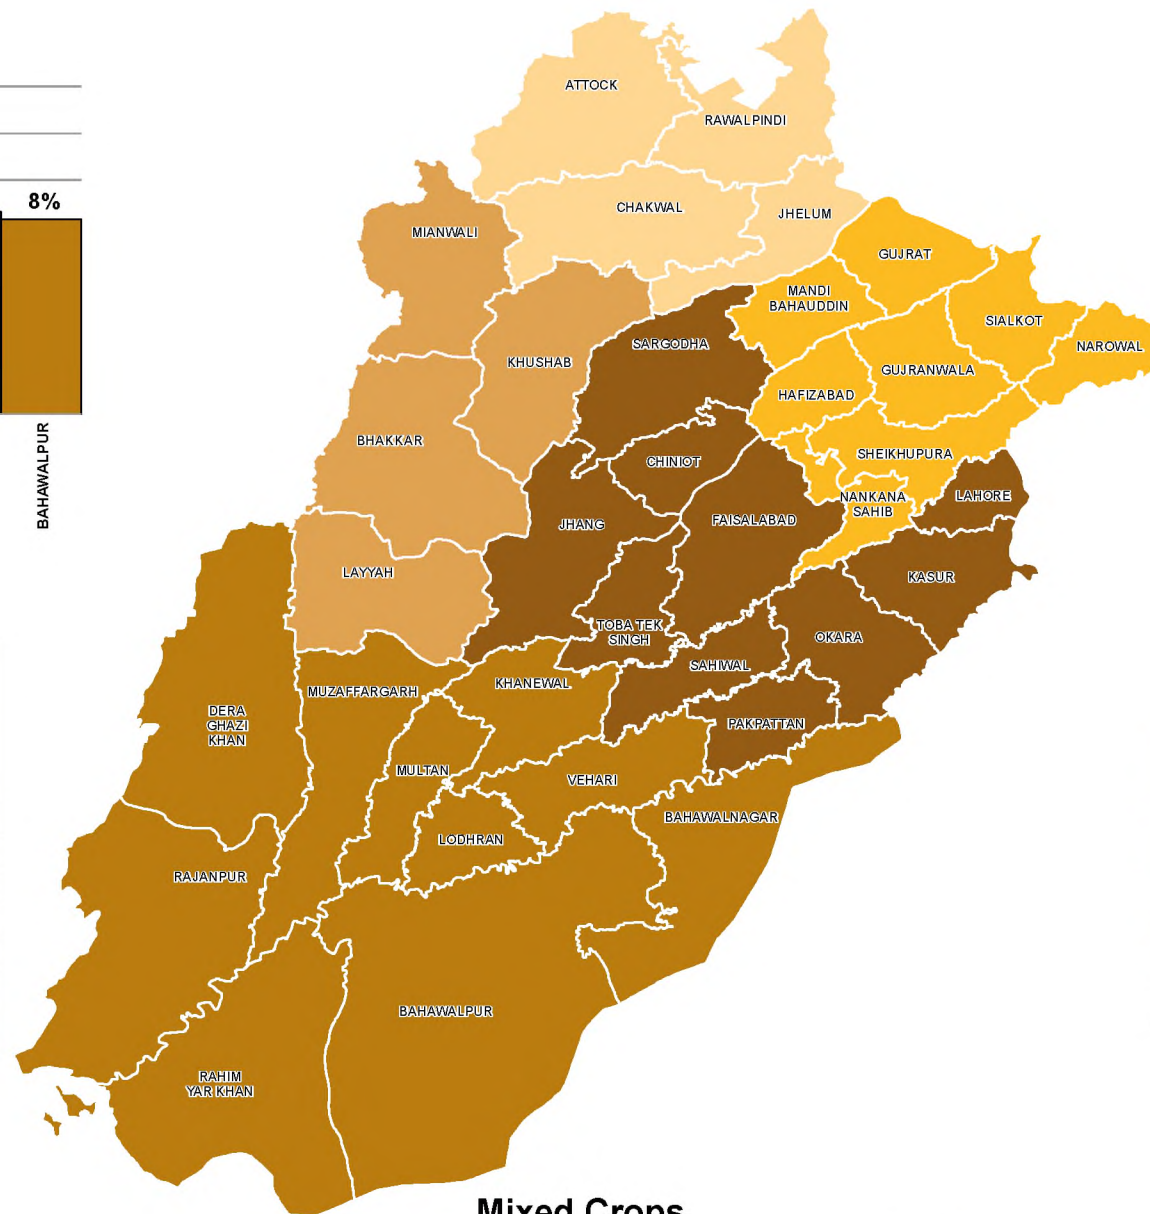 ATTOCK
RAWALPINDI
8%
CHAKWAL
JHELUM
MIANWALI
GUJRAT
MANDI
BAHAUDDIN
SIALKOT
SARGODHA
NAROWAL
KHUSHAB
GUJRANWALA
HAFIZABAD
BHAKKAR
SHEIKHUPURA
CHINIOT
BAHAWALPUR
LAHORE
NANKANA
SAHIB
JHANG
FAISALABAD
LAYYAH
KASUR
TOBA TEK
SINGH
OKARA
SAHIWAL
KHANEWAL
MUZAFFARGARH
DERA
GHAZI
KHAN
PAKPATTAN
MULTAN
VEHARI
BAHAWALNAGAR
LODHRAN
RAJANPUR
BAHAWALPUR
RAHIM
YAR KHAN
Mixed Crops